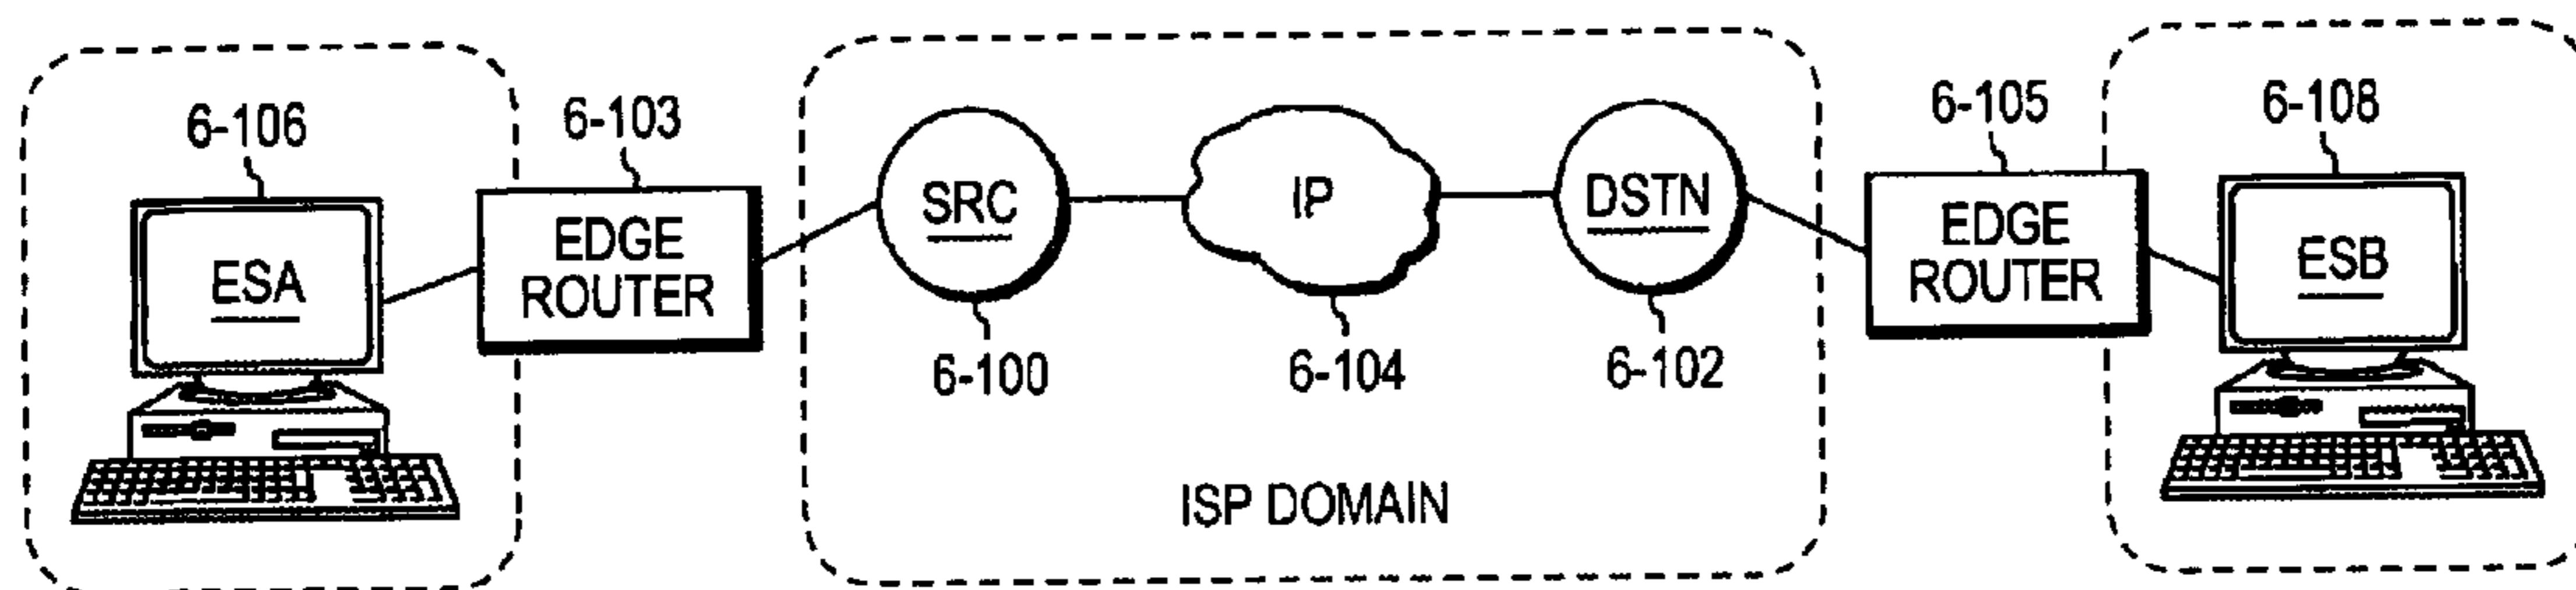 6-106
ESA
6-103
EDGE
ROUTER
SRC
6-100
IP
6-104
DSTN
6-102
ISP DOMAIN
6-105
EDGE
ROUTER
6-108
ESB